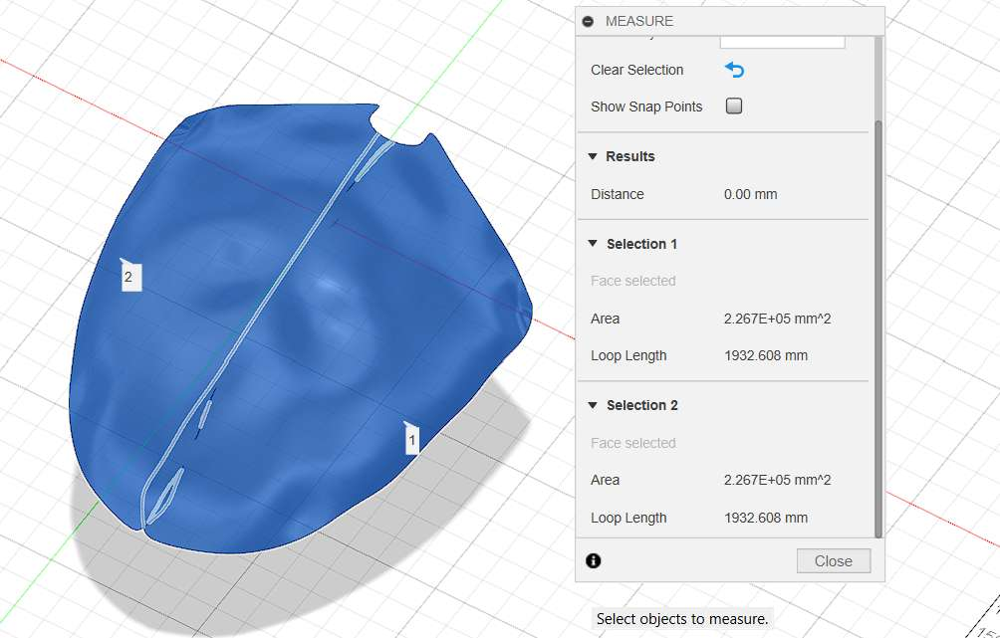 MEASURE
Clear Selection
Show Snap Points
Results
Distance 0.00 mm
Selection 1
Face selected
Area 2.267E+05 mm^2
Loop Length 1932.608 mm
Selection 2
Face selected
Area 2.267E+05 mm^2
Loop Length 1932.608 mm
Close
Select objects to measure.
2
1